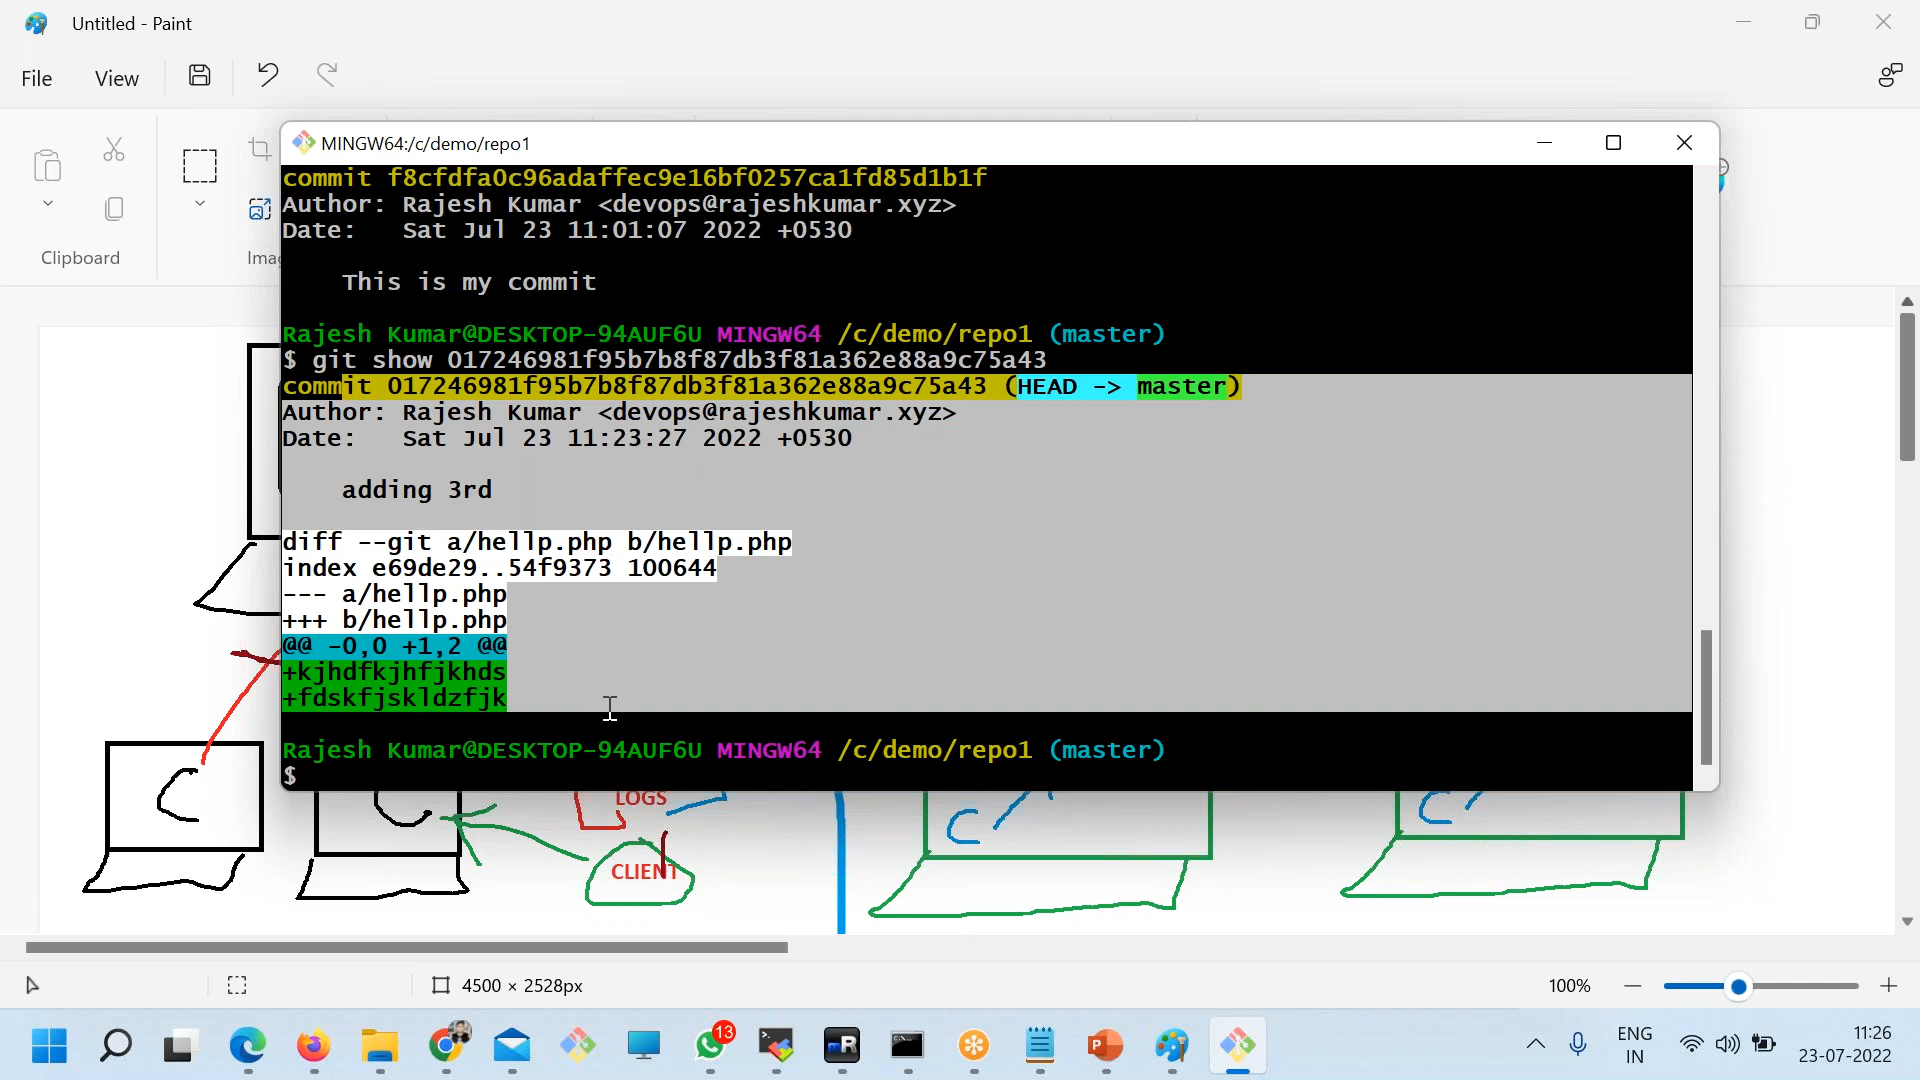 Untitled - Paint
File
View
MINGW64:/c/demo/repo1
Clipboard
commit f8cfdfa0c96adaffec9e16bf0257ca1fd85d1b1f
Author: Rajesh Kumar <devops@rajeshkumar.xyz>
Date:   Sat Jul 23 11:01:07 2022 +0530
This is my commit
Rajesh Kumar@DESKTOP-94AUF6U MINGW64 /c/demo/repo1 (master)
$ git show 017246981f95b7b8f87db3f81a362e88a9c75a43
commit 017246981f95b7b8f87db3f81a362e88a9c75a43 (HEAD -> master)
Author: Rajesh Kumar <devops@rajeshkumar.xyz>
Date:   Sat Jul 23 11:23:27 2022 +0530
adding 3rd
diff --git a/hellp.php b/hellp.php
index e69de29..54f9373 100644
--- a/hellp.php
+++ b/hellp.php
@@ -0,0 +1,2 @@
+kjhdfkjhfjkhds
+fdskfjskldzfjk
Rajesh Kumar@DESKTOP-94AUF6U MINGW64 /c/demo/repo1 (master)
$
C
C
LOGS
CLIENT
C
C
4500 × 2528px
100%
13
ENG
IN
11:26
23-07-2022